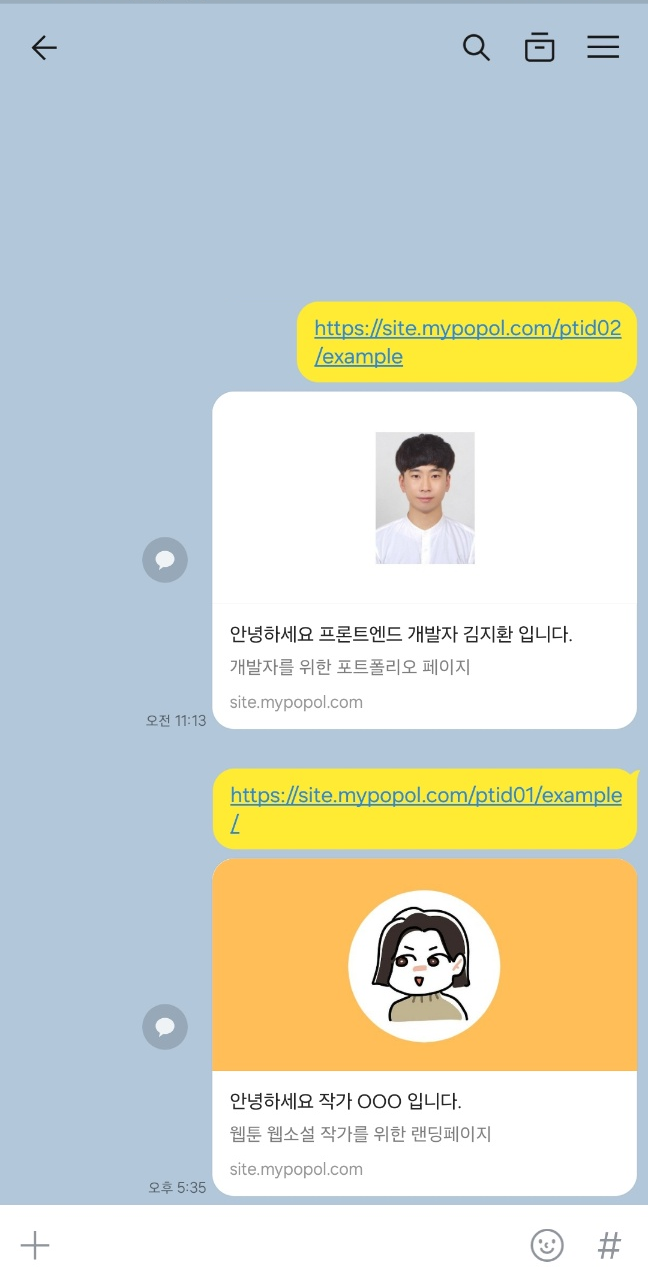 https://site.mypopol.com/ptid02
/example
안녕하세요 프론트엔드 개발자 김지환 입니다.
개발자를 위한 포트폴리오 페이지
site.mypopol.com
오전 11:13
https://site.mypopol.com/ptid01/example
/
안녕하세요 작가 OOO 입니다.
웹툰 웹소설 작가를 위한 랜딩페이지
site.mypopol.com
오후 5:35
#